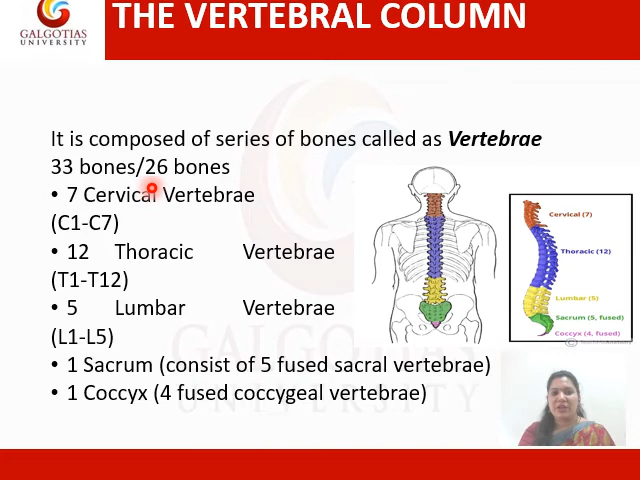 GALGOTIAS
UNIVERSITY
THE VERTEBRAL COLUMN
It is composed of series of bones called as Vertebrae
33 bones/26 bones
• 7 Cervical Vertebrae
(C1-C7)
• 12 Thoracic Vertebrae
(T1-T12)
• 5 Lumbar Vertebrae
(L1-L5)
• 1 Sacrum (consist of 5 fused sacral vertebrae)
• 1 Coccyx (4 fused coccygeal vertebrae)
Cervical (7)
Thoracic (12)
Lumbar (5)
Sacrum (5, fused)
Coccyx (4, fused)
GALGOTIAS
UNIVERSITY